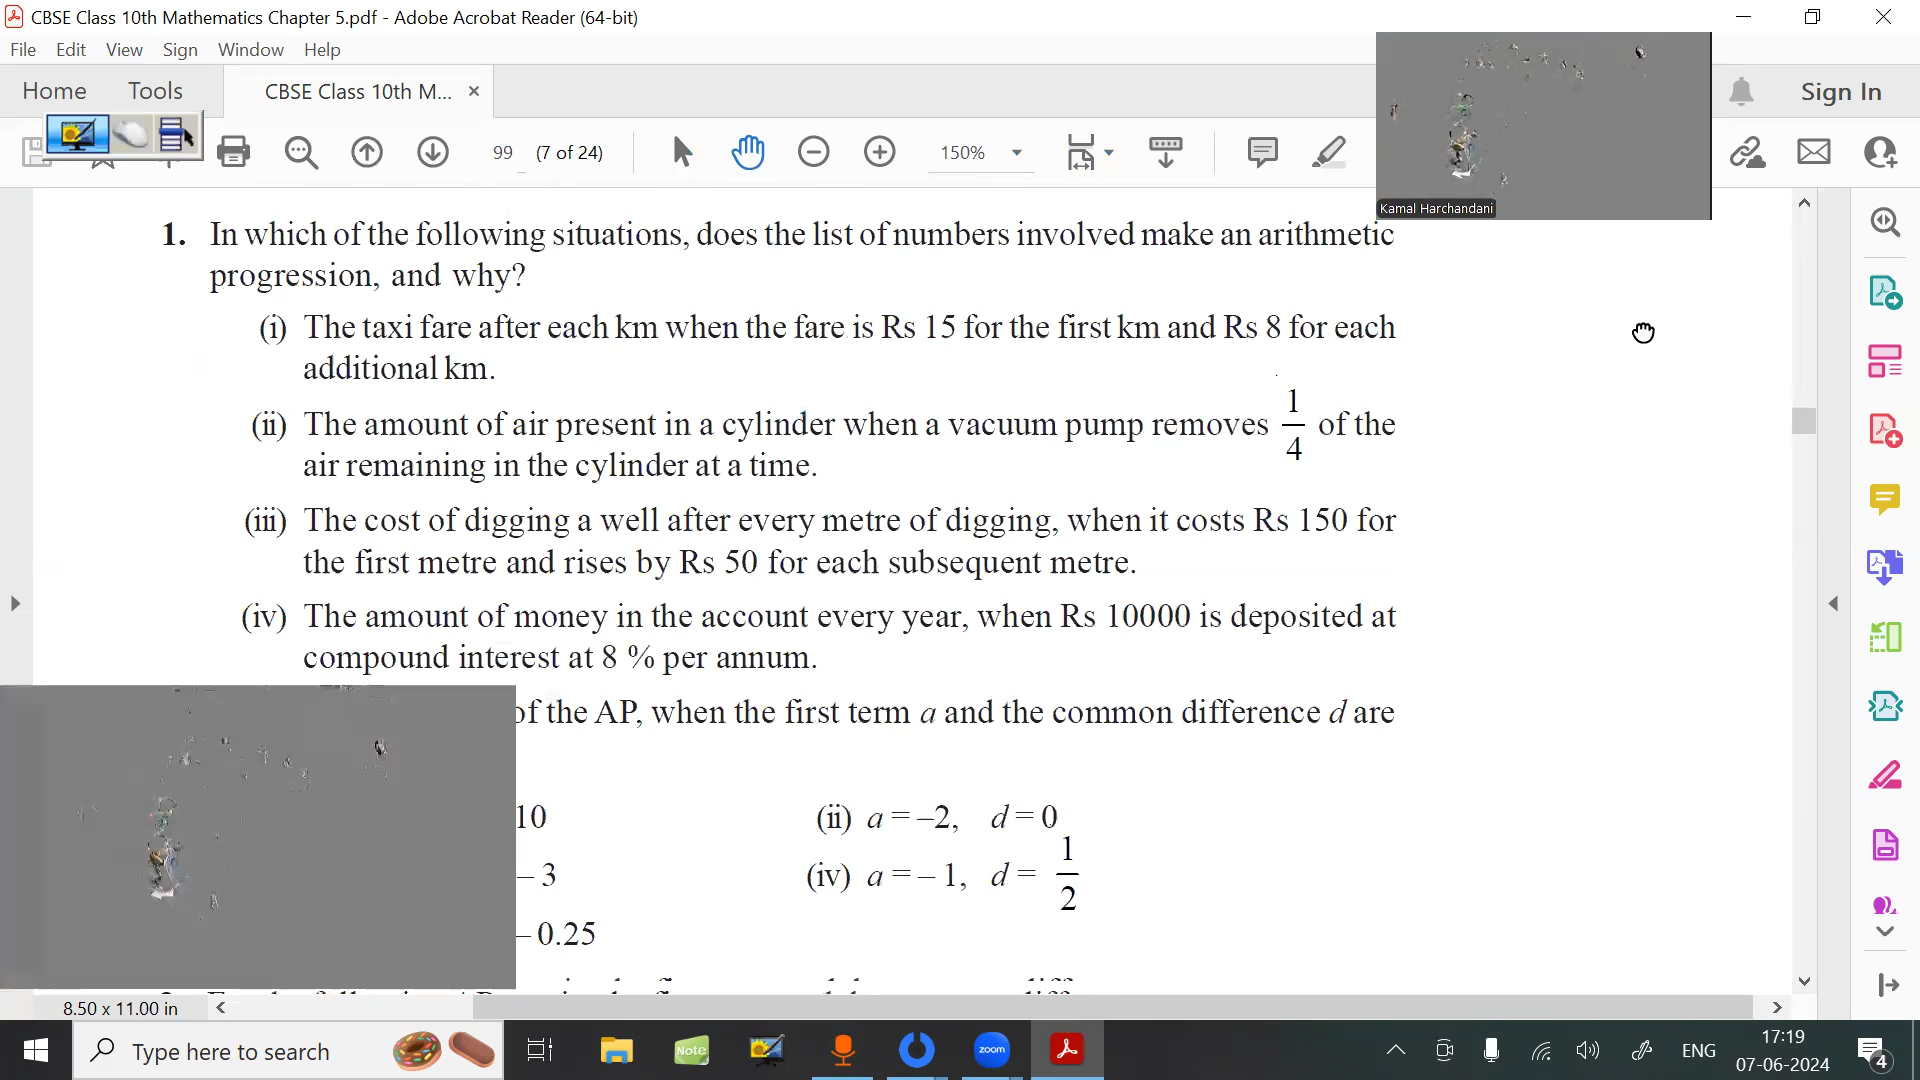 CBSE Class 10th Mathematics Chapter 5.pdf - Adobe Acrobat Reader (64-bit)
File Edit View Sign Window Help
Home Tools CBSE Class 10th M... Sign In
99 (7 of 24) 150%
Kamal Harchandani
1. In which of the following situations, does the list of numbers involved make an arithmetic
progression, and why?
(i) The taxi fare after each km when the fare is Rs 15 for the first km and Rs 8 for each
additional km.
(ii) The amount of air present in a cylinder when a vacuum pump removes 1/4 of the
air remaining in the cylinder at a time.
(iii) The cost of digging a well after every metre of digging, when it costs Rs 150 for
the first metre and rises by Rs 50 for each subsequent metre.
(iv) The amount of money in the account every year, when Rs 10000 is deposited at
compound interest at 8 % per annum.
of the AP, when the first term a and the common difference d are
10 (ii) a = –2, d = 0
– 3 (iv) a = – 1, d = 1/2
– 0.25
8.50 x 11.00 in
Type here to search Note zoom ENG 17:19
07-06-2024 4